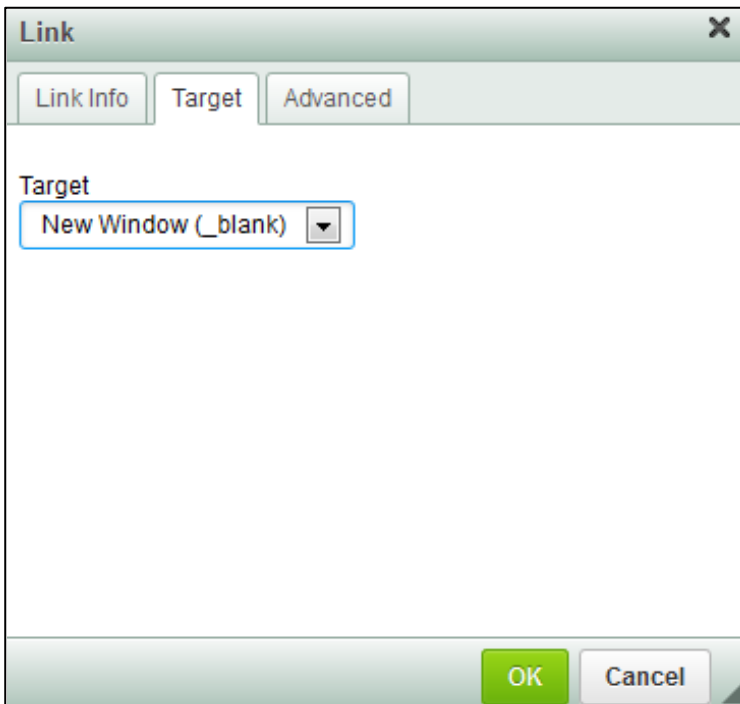 Link
Link Info Target Advanced
Target
New Window (_blank)
OK Cancel